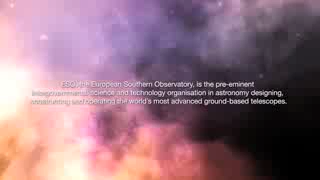 ESO, the European Southern Observatory, is the pre-eminent
intergovernmental science and technology organisation in astronomy designing,
constructing and operating the world's most advanced ground-based telescopes.